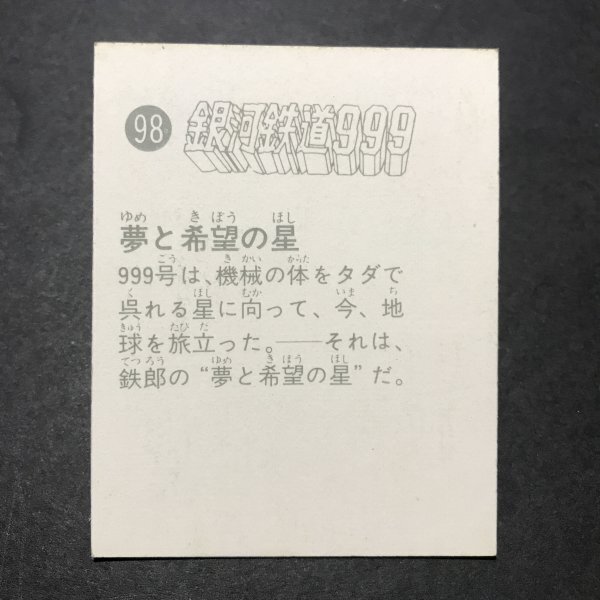 98 銀河鉄道999
夢と希望の星
999号は、機械の体をタダで
呉れる星に向って、今、地
球を旅立った。——それは、
鉄郎の“夢と希望の星”だ。